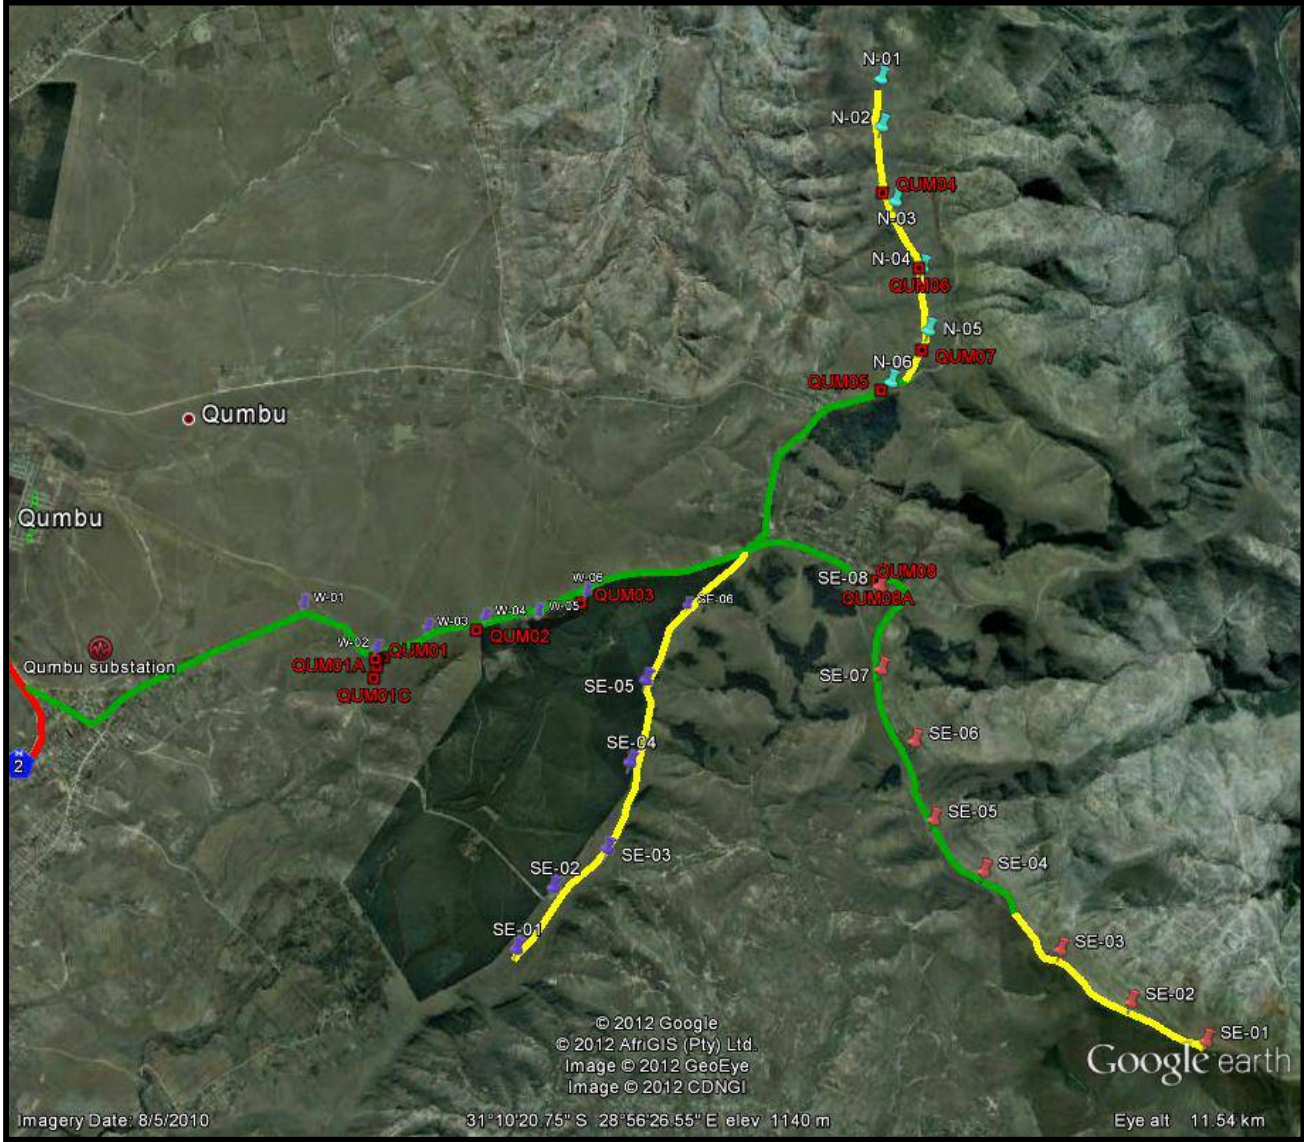 N-01
N-02
QUM04
N-03
N-04
QUM06
N-05
N-06
QUM07
QUM05
Qumbu
Qumbu
SE-08
QUM08
QUM08A
W-06
W-01
QUM03
W-05
W-04
SE-06
W-03
W-02
QUM02
QUM01
QUM01A
Qumbu substation
SE-07
SE-05
QUM01C
SE-06
SE-04
N
2
SE-05
SE-03
SE-04
SE-02
SE-01
SE-03
SE-02
© 2012 Google
© 2012 AfriGIS (Pty) Ltd.
Image © 2012 GeoEye
Image © 2012 CDNGI
SE-01
Google earth
Imagery Date: 8/5/2010 31°10'20.75" S 28°56'26.55" E elev 1140 m Eye alt 11.54 km